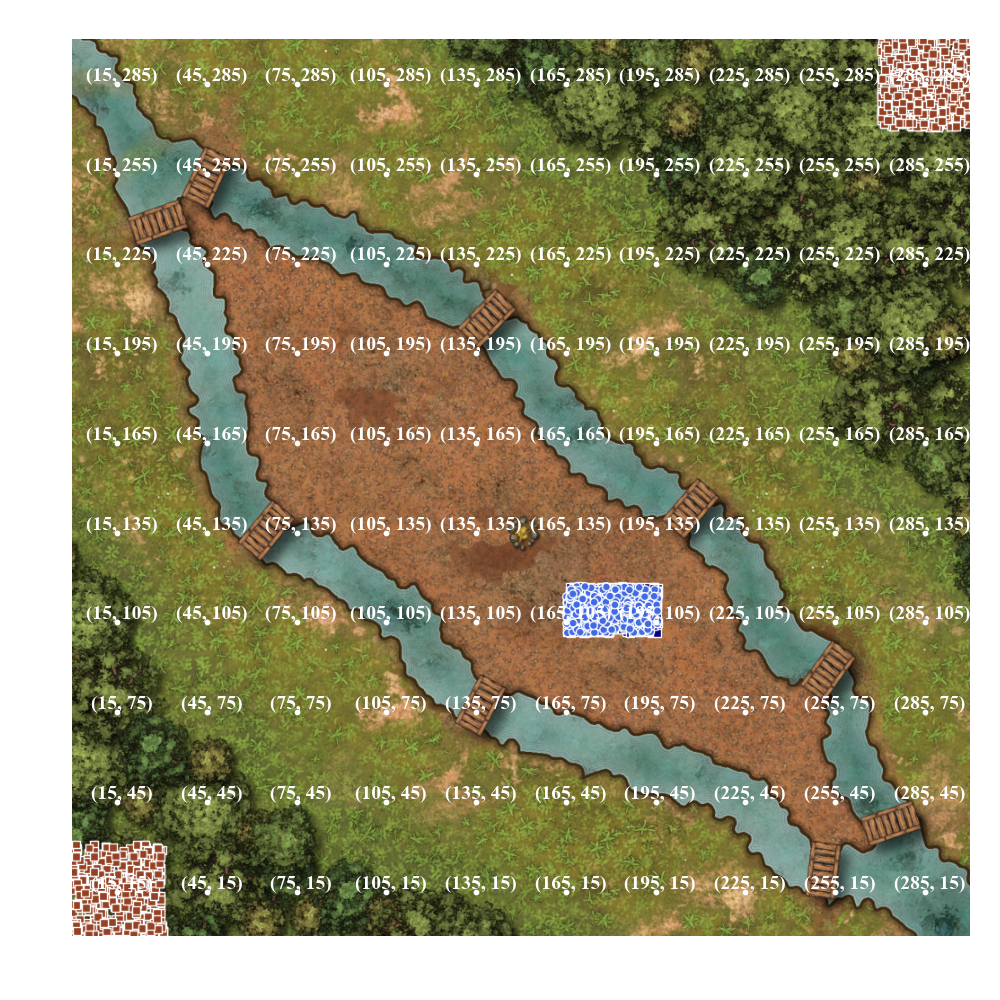 (15, 285) (45, 285) (75, 285) (105, 285) (135, 285) (165, 285) (195, 285) (225, 285) (255, 285) (285, 285)
(15, 255) (45, 255) (75, 255) (105, 255) (135, 255) (165, 255) (195, 255) (225, 255) (255, 255) (285, 255)
(15, 225) (45, 225) (75, 225) (105, 225) (135, 225) (165, 225) (195, 225) (225, 225) (255, 225) (285, 225)
(15, 195) (45, 195) (75, 195) (105, 195) (135, 195) (165, 195) (195, 195) (225, 195) (255, 195) (285, 195)
(15, 165) (45, 165) (75, 165) (105, 165) (135, 165) (165, 165) (195, 165) (225, 165) (255, 165) (285, 165)
(15, 135) (45, 135) (75, 135) (105, 135) (135, 135) (165, 135) (195, 135) (225, 135) (255, 135) (285, 135)
(15, 105) (45, 105) (75, 105) (105, 105) (135, 105) (165, 105) (195, 105) (225, 105) (255, 105) (285, 105)
(15, 75) (45, 75) (75, 75) (105, 75) (135, 75) (165, 75) (195, 75) (225, 75) (255, 75) (285, 75)
(15, 45) (45, 45) (75, 45) (105, 45) (135, 45) (165, 45) (195, 45) (225, 45) (255, 45) (285, 45)
(45, 15) (75, 15) (105, 15) (135, 15) (165, 15) (195, 15) (225, 15) (255, 15) (285, 15)